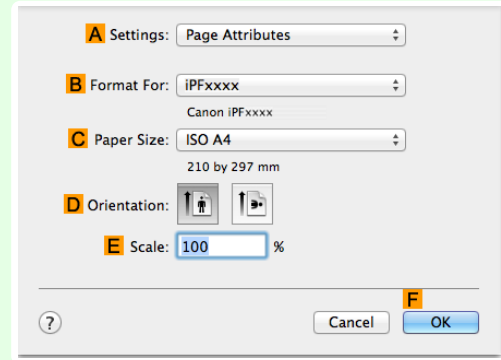 A Settings: Page Attributes
B Format For: iPFxxxx
Canon iPFxxxx
C Paper Size: ISO A4
210 by 297 mm
D Orientation:
E Scale: 100 %
F
? Cancel OK